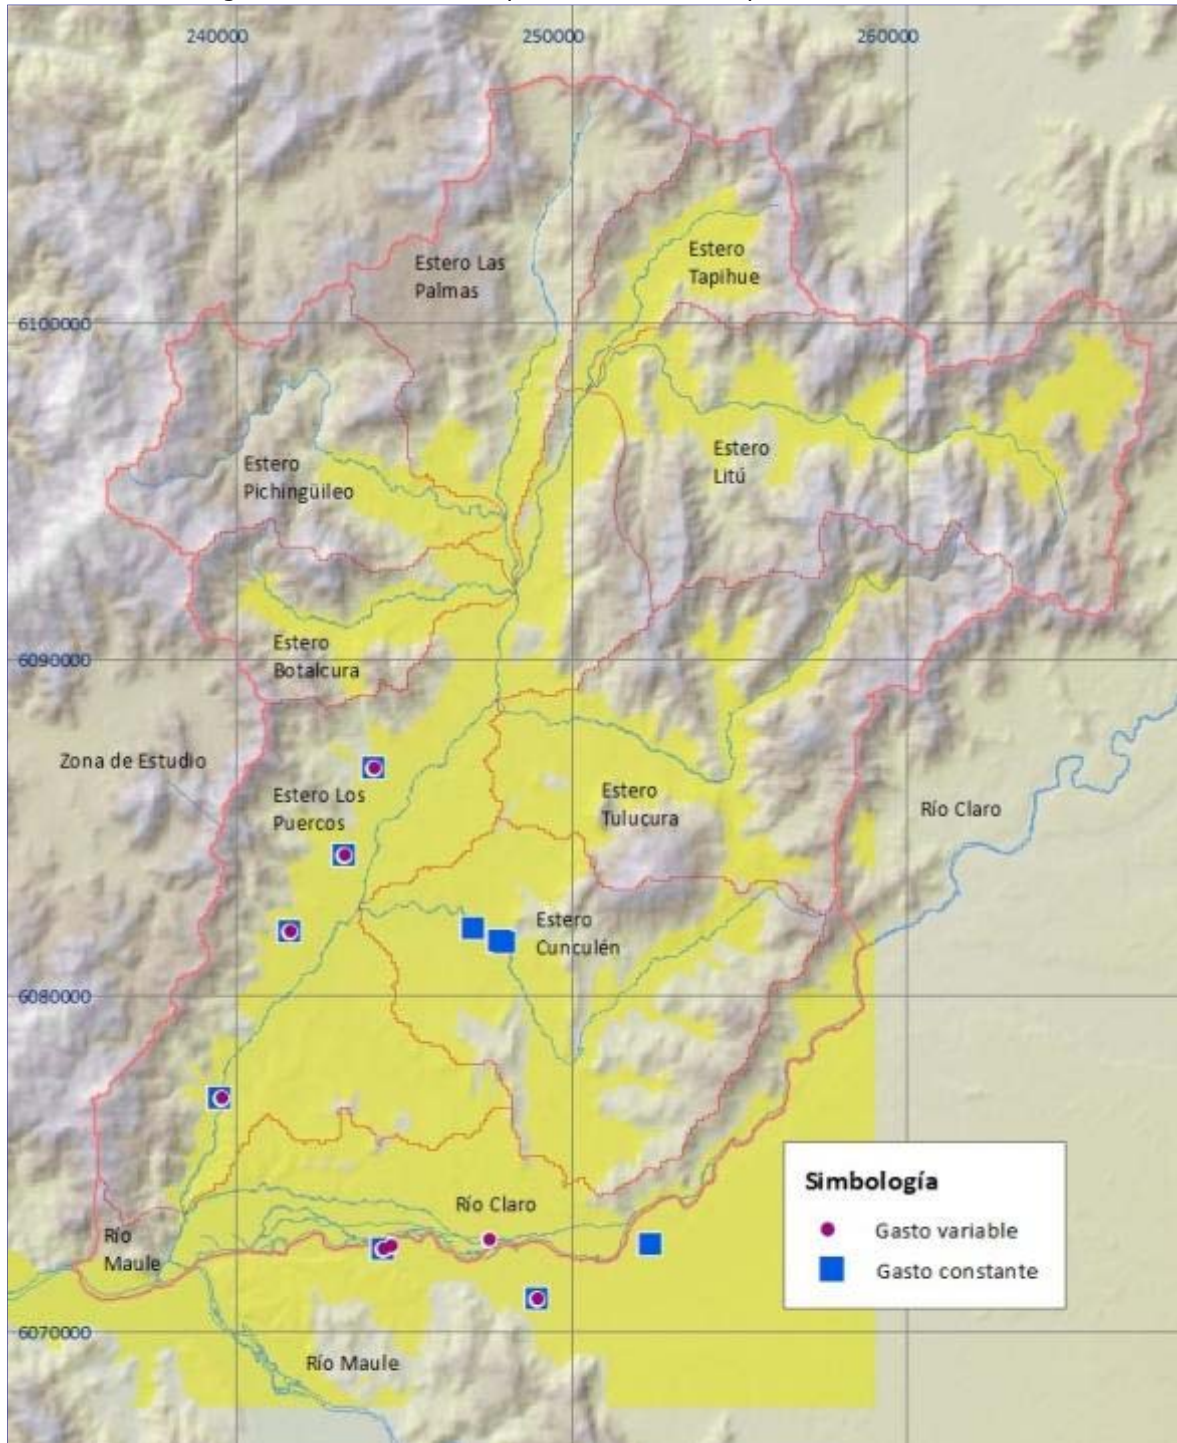 240000
250000
260000
Estero
Tapihue
Estero Las
Palmas
6100000
Estero
Litú
Estero
Pichingüileo
Estero
Botalcura
6090000
Zona de Estudio
Estero Los
Puercos
Estero
Tulucura
Río Claro
Estero
Cunculén
6080000
Simbología
Gasto variable
Gasto constante
Río Claro
Río
Maule
6070000
Río Maule